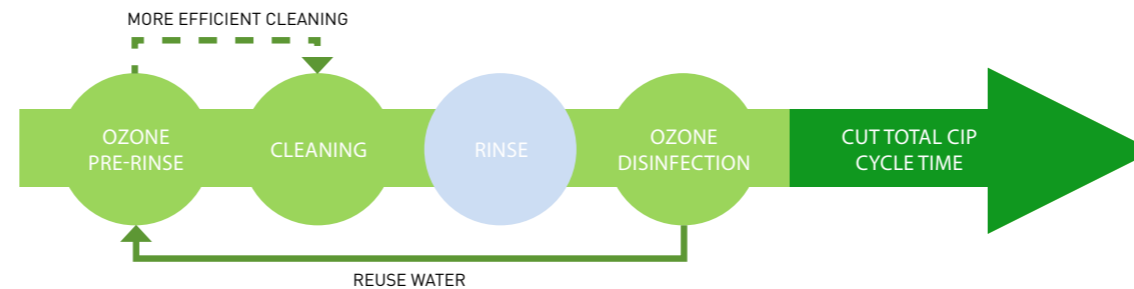 MORE EFFICIENT CLEANING
OZONE
PRE-RINSE
CLEANING
RINSE
OZONE
DISINFECTION
CUT TOTAL CIP
CYCLE TIME
REUSE WATER